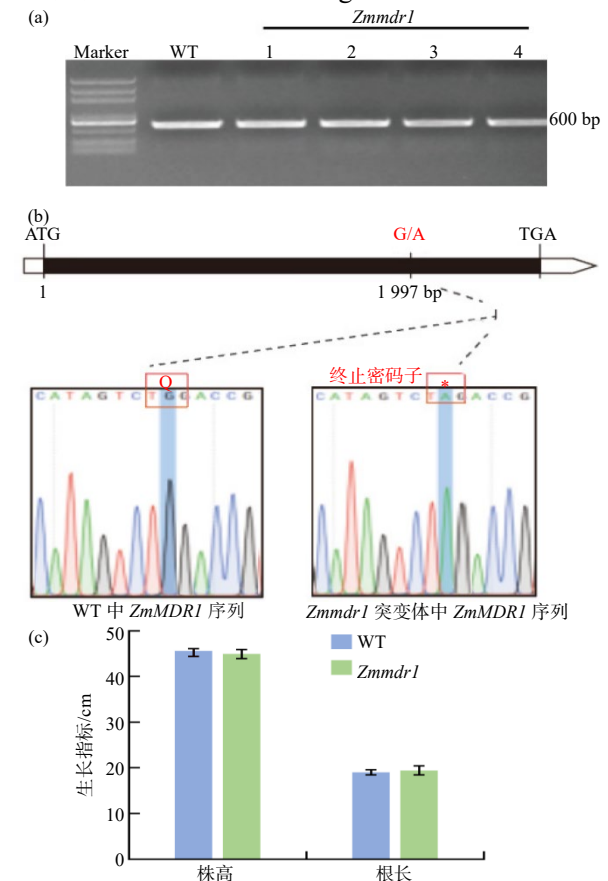 (a)
Zmmdr1
Marker WT 1 2 3 4
600 bp
(b)
ATG G/A TGA
1 1 997 bp
Q
C A T A G T C T G G A C C G
终止密码子
*
C A T A G T C T A G A C C G
WT 中 ZmMDR1 序列
Zmmdr1 突变体中 ZmMDR1 序列
(c)
生长指标/cm
50
40
30
20
10
0
WT
Zmmdr1
株高 根长